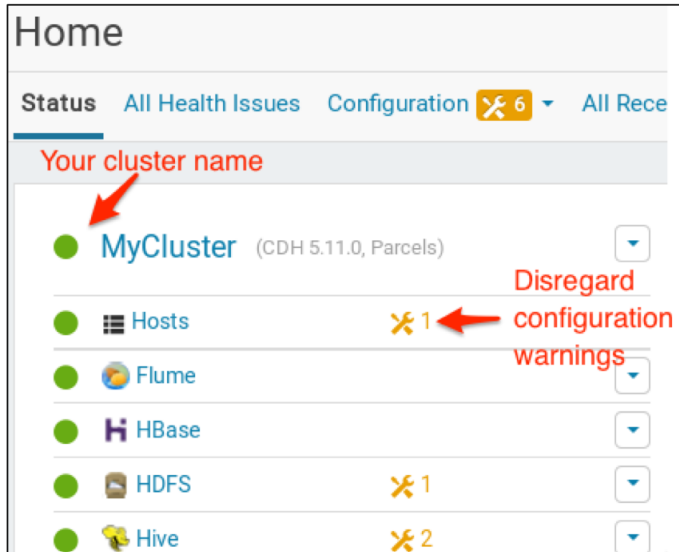 Home
Status All Health Issues Configuration 6 All Rece
Your cluster name
MyCluster (CDH 5.11.0, Parcels)
Disregard
configuration
warnings
Hosts 1
Flume
HBase
HDFS 1
Hive 2